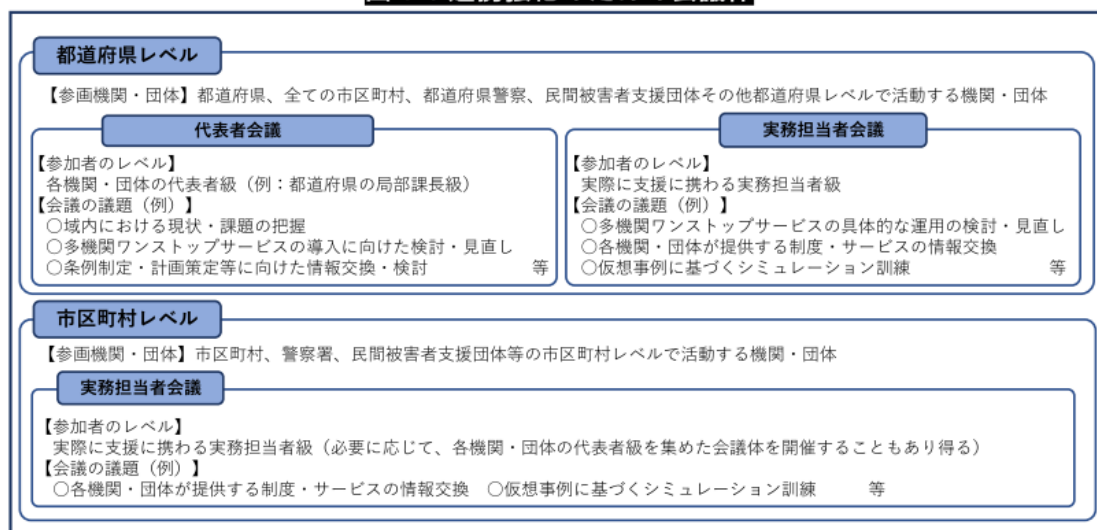 都道府県レベル
【参画機関・団体】都道府県、全ての市区町村、都道府県警察、民間被害者支援団体その他都道府県レベルで活動する機関・団体
代表者会議
【参加者のレベル】
各機関・団体の代表者級（例：都道府県の局部課長級）
【会議の議題（例）】
○域内における現状・課題の把握
○多機関ワンストップサービスの導入に向けた検討・見直し
○条例制定・計画策定等に向けた情報交換・検討 等
実務担当者会議
【参加者のレベル】
実際に支援に携わる実務担当者級
【会議の議題（例）】
○多機関ワンストップサービスの具体的な運用の検討・見直し
○各機関・団体が提供する制度・サービスの情報交換
○仮想事例に基づくシミュレーション訓練 等
市区町村レベル
【参画機関・団体】市区町村、警察署、民間被害者支援団体等の市区町村レベルで活動する機関・団体
実務担当者会議
【参加者のレベル】
実際に支援に携わる実務担当者級（必要に応じて、各機関・団体の代表者級を集めた会議体を開催することもあり得る）
【会議の議題（例）】
○各機関・団体が提供する制度・サービスの情報交換 ○仮想事例に基づくシミュレーション訓練 等